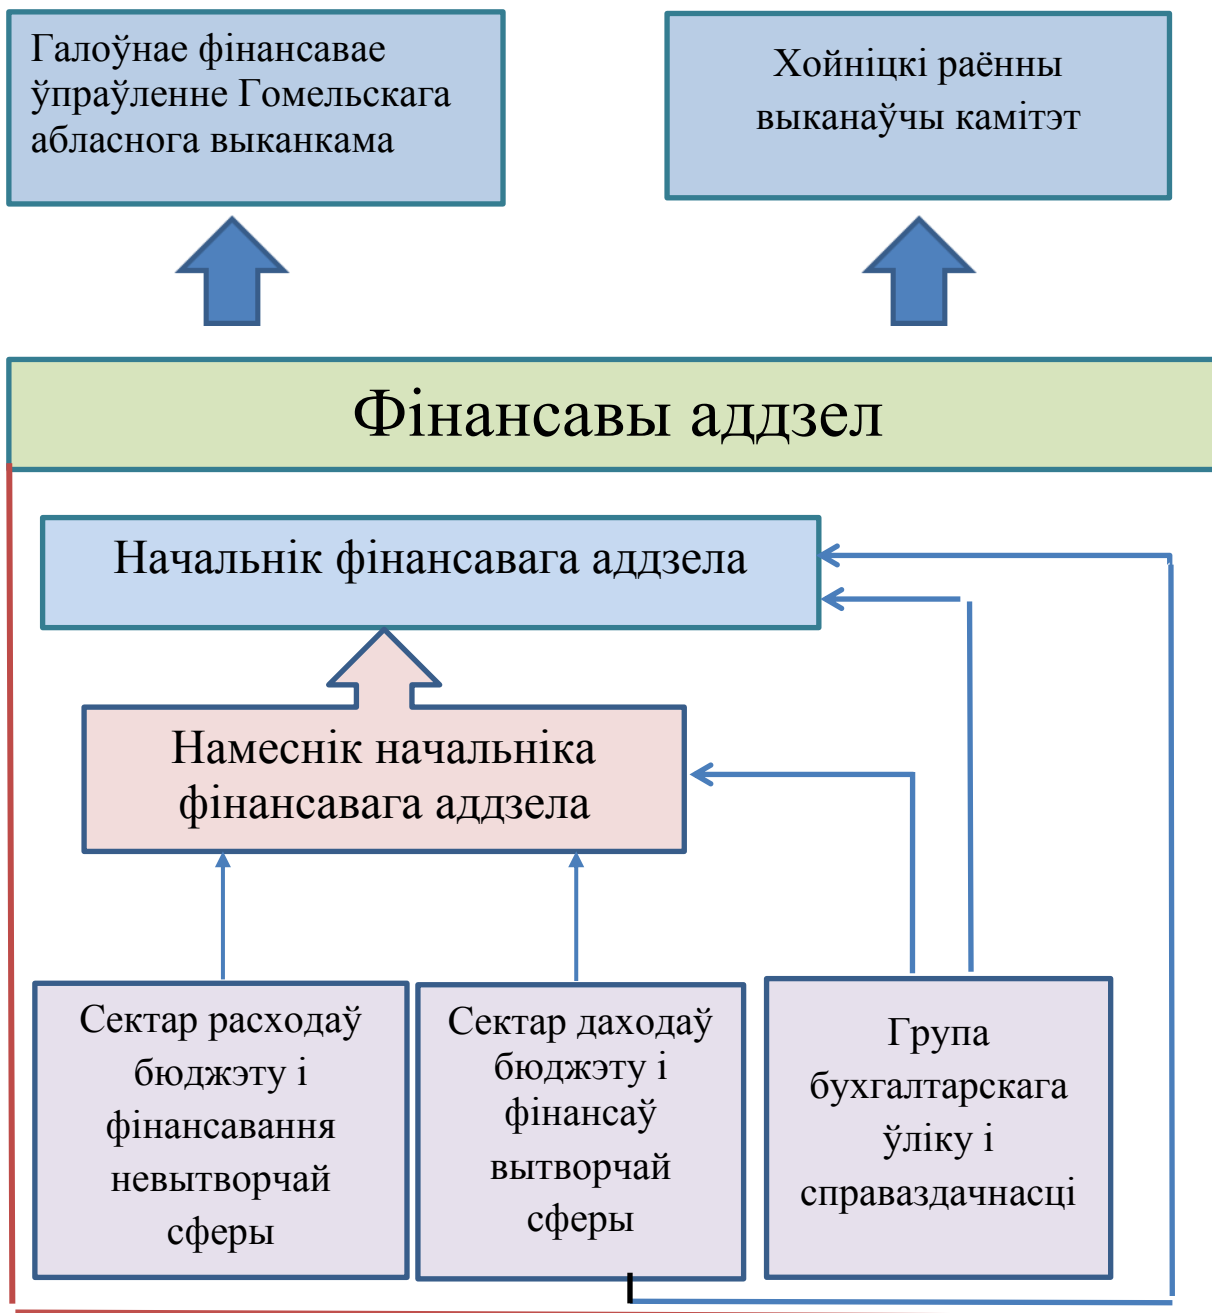 Галоўнае фінансавае
ўпраўленне Гомельскага
абласнога выканкама
Хойніцкі раённы
выканаўчы камітэт
Фінансавы аддзел
Начальнік фінансавага аддзела
Намеснік начальніка
фінансавага аддзела
Сектар расходаў
бюджэту і
фінансавання
невытворчай
сферы
Сектар даходаў
бюджэту і
фінансаў
вытворчай
сферы
Група
бухгалтарскага
ўліку і
справаздачнасці